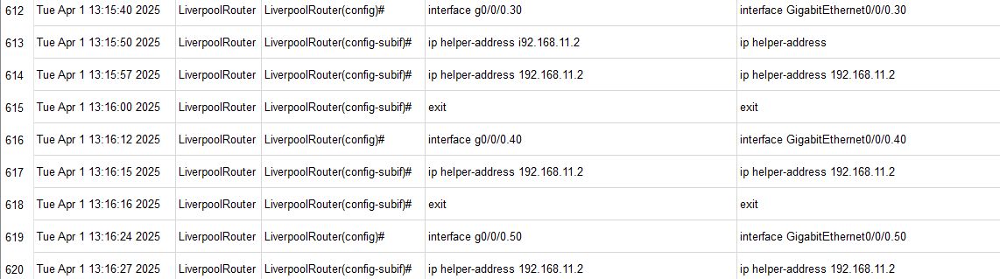 612 Tue Apr 1 13:15:40 2025 LiverpoolRouter LiverpoolRouter(config)# interface g0/0/0.30 interface GigabitEthernet0/0/0.30
613 Tue Apr 1 13:15:50 2025 LiverpoolRouter LiverpoolRouter(config-subif)# ip helper-address i92.168.11.2 ip helper-address
614 Tue Apr 1 13:15:57 2025 LiverpoolRouter LiverpoolRouter(config-subif)# ip helper-address 192.168.11.2 ip helper-address 192.168.11.2
615 Tue Apr 1 13:16:00 2025 LiverpoolRouter LiverpoolRouter(config-subif)# exit exit
616 Tue Apr 1 13:16:12 2025 LiverpoolRouter LiverpoolRouter(config)# interface g0/0/0.40 interface GigabitEthernet0/0/0.40
617 Tue Apr 1 13:16:15 2025 LiverpoolRouter LiverpoolRouter(config-subif)# ip helper-address 192.168.11.2 ip helper-address 192.168.11.2
618 Tue Apr 1 13:16:16 2025 LiverpoolRouter LiverpoolRouter(config-subif)# exit exit
619 Tue Apr 1 13:16:24 2025 LiverpoolRouter LiverpoolRouter(config)# interface g0/0/0.50 interface GigabitEthernet0/0/0.50
620 Tue Apr 1 13:16:27 2025 LiverpoolRouter LiverpoolRouter(config-subif)# ip helper-address 192.168.11.2 ip helper-address 192.168.11.2